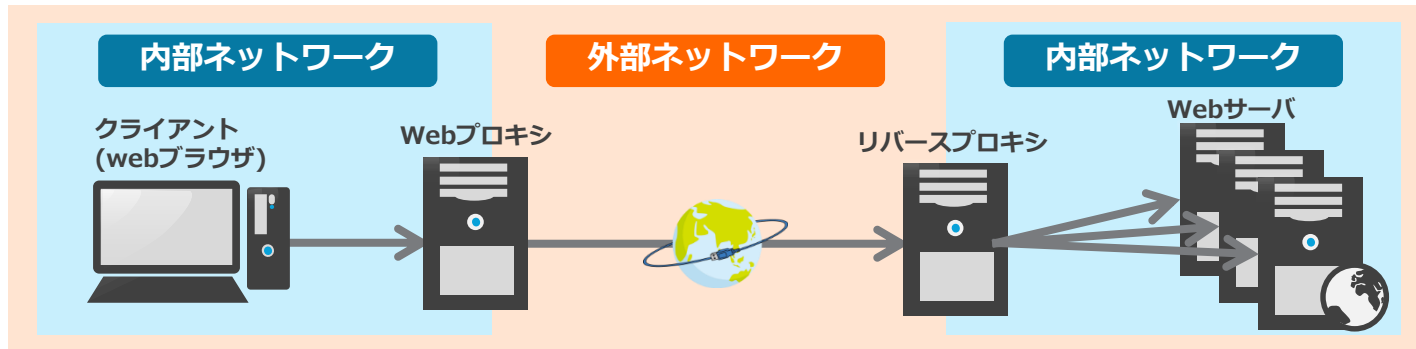 内部ネットワーク
外部ネットワーク
内部ネットワーク
クライアント
(webブラウザ)
Webプロキシ
リバースプロキシ
Webサーバ